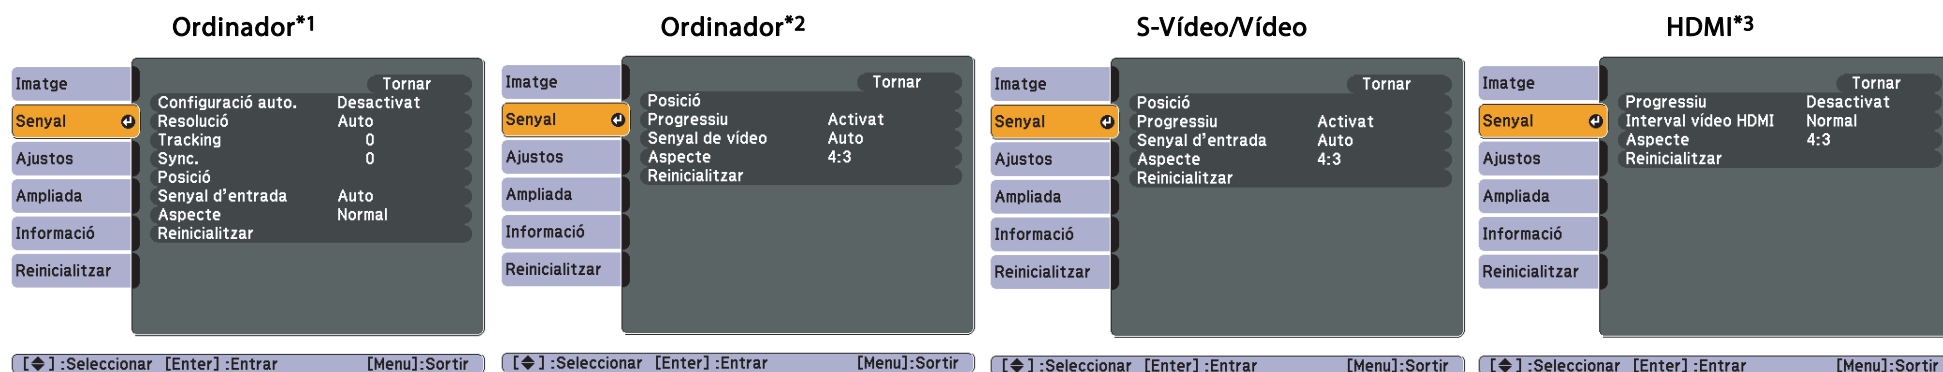 Ordinador*1
Imatge
Senyal
Ajustos
Ampliada
Informació
Reinicialitzar
Tornar
Configuració auto. Desactivat
Resolució Auto
Tracking 0
Sync. 0
Posició
Senyal d'entrada Auto
Aspecte Normal
Reinicialitzar
[◆] :Seleccionar [Enter] :Entrar [Menu]:Sortir
Ordinador*2
Imatge
Senyal
Ajustos
Ampliada
Informació
Reinicialitzar
Tornar
Posició
Progressiu Activat
Senyal de vídeo Auto
Aspecte 4:3
Reinicialitzar
[◆] :Seleccionar [Enter] :Entrar [Menu]:Sortir
S-Vídeo/Vídeo
Imatge
Senyal
Ajustos
Ampliada
Informació
Reinicialitzar
Tornar
Posició
Progressiu Activat
Senyal d'entrada Auto
Aspecte 4:3
Reinicialitzar
[◆] :Seleccionar [Enter] :Entrar [Menu]:Sortir
HDMI*3
Imatge
Senyal
Ajustos
Ampliada
Informació
Reinicialitzar
Tornar
Progressiu Desactivat
Interval vídeo HDMI Normal
Aspecte 4:3
Reinicialitzar
[◆] :Seleccionar [Enter] :Entrar [Menu]:Sortir